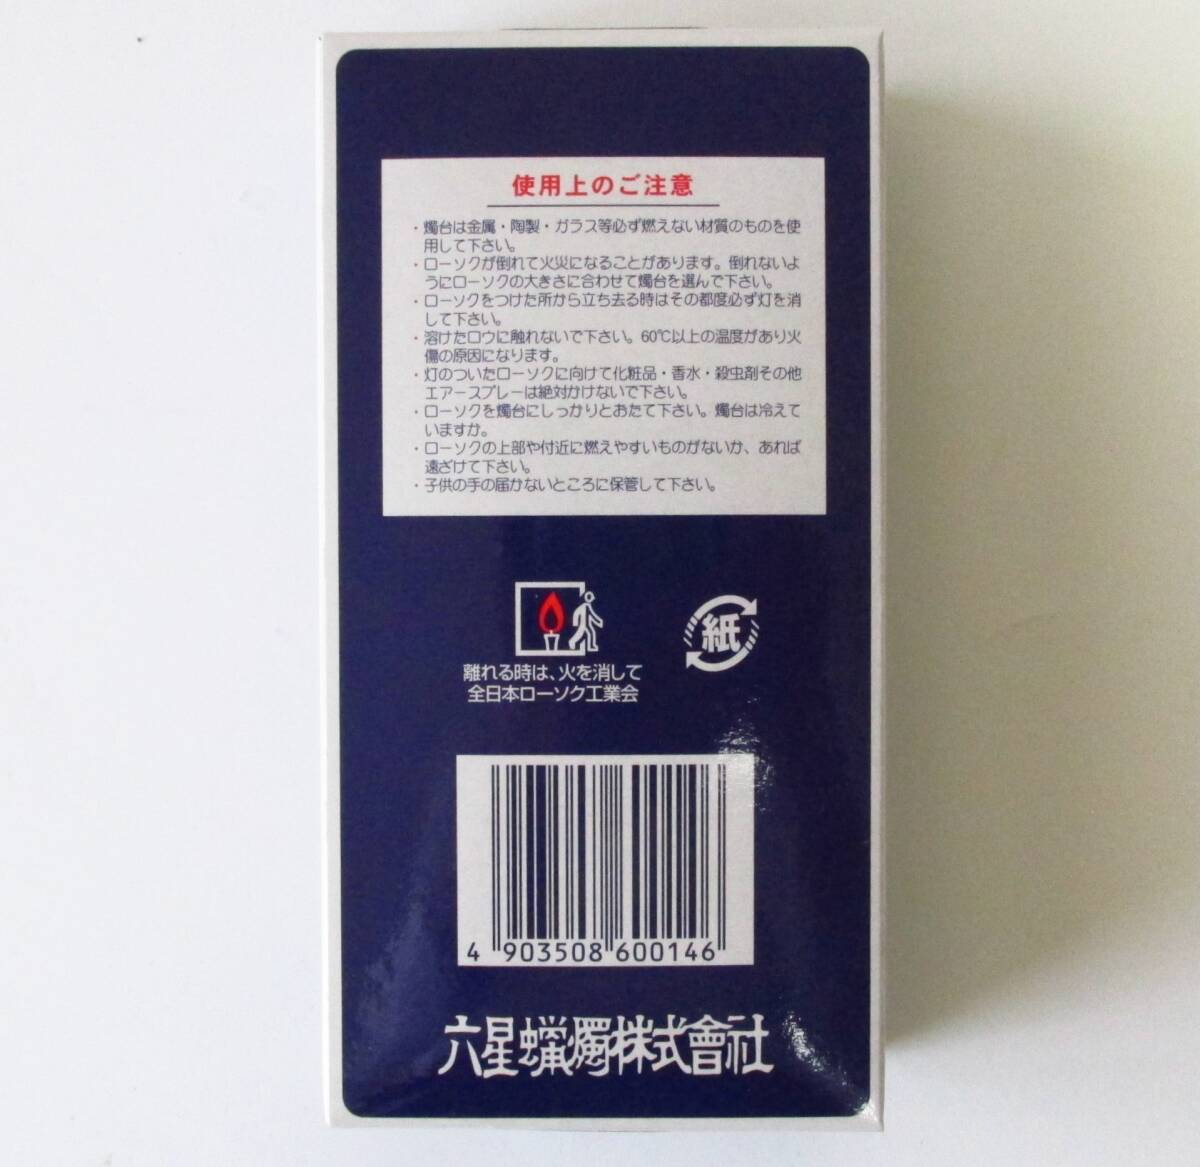 使用上のご注意
・燭台は金属・陶製・ガラス等必ず燃えない材質のものを使
用して下さい。
・ローソクが倒れて火災になることがあります。倒れないよ
うにローソクの大きさに合わせて燭台を選んで下さい。
・ローソクをつけた所から立ち去る時はその都度必ず灯を消
して下さい。
・溶けたロウに触れないで下さい。60℃以上の温度があり火
傷の原因になります。
・灯のついたローソクに向けて化粧品・香水・殺虫剤その他
エアースプレーは絶対かけないで下さい。
・ローソクを燭台にしっかりとおたて下さい。燭台は冷えて
いますか。
・ローソクの上部や付近に燃えやすいものがないか、あれば
遠ざけて下さい。
・子供の手の届かないところに保管して下さい。
離れる時は、火を消して
全日本ローソク工業会
紙
4 903508 600146
六星蠟燭株式會社